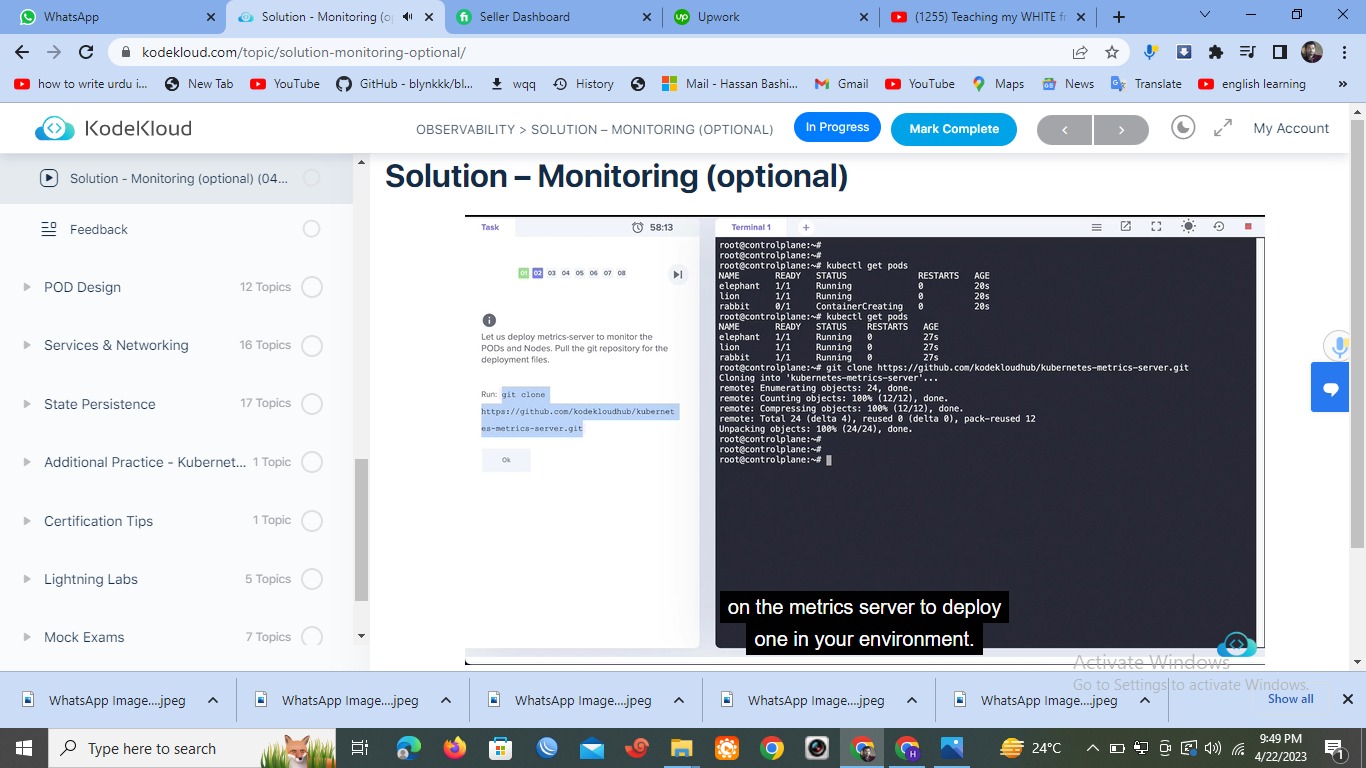 WhatsApp
Solution - Monitoring (o
Seller Dashboard
Upwork
(1255) Teaching my WHITE fr
kodekloud.com/topic/solution-monitoring-optional/
how to write urdu i...
New Tab
YouTube
GitHub - blynkkk/bl...
wqq
History
Mail - Hassan Bashi...
Gmail
YouTube
Maps
News
Translate
english learning
»
KodeKloud
OBSERVABILITY > SOLUTION – MONITORING (OPTIONAL)
In Progress
Mark Complete
<
>
My Account
Solution - Monitoring (optional) (04...
Feedback
POD Design
12 Topics
Services & Networking
16 Topics
State Persistence
17 Topics
Additional Practice - Kubernet...
1 Topic
Certification Tips
1 Topic
Lightning Labs
5 Topics
Mock Exams
7 Topics
Solution – Monitoring (optional)
Task
58:13
01 02 03 04 05 06 07 08
Let us deploy metrics-server to monitor the
PODs and Nodes. Pull the git repository for the
deployment files.
Run: git clone
https://github.com/kodekloudhub/kubernet
es-metrics-server.git
Ok
Terminal 1
+
root@controlplane:~#
root@controlplane:~#
root@controlplane:~# kubectl get pods
NAME READY STATUS RESTARTS AGE
elephant 1/1 Running 0 20s
lion 1/1 Running 0 20s
rabbit 0/1 ContainerCreating 0 20s
root@controlplane:~# kubectl get pods
NAME READY STATUS RESTARTS AGE
elephant 1/1 Running 0 27s
lion 1/1 Running 0 27s
rabbit 1/1 Running 0 27s
root@controlplane:~# git clone https://github.com/kodekloudhub/kubernetes-metrics-server.git
Cloning into 'kubernetes-metrics-server'...
remote: Enumerating objects: 24, done.
remote: Counting objects: 100% (12/12), done.
remote: Compressing objects: 100% (12/12), done.
remote: Total 24 (delta 4), reused 0 (delta 0), pack-reused 12
Unpacking objects: 100% (24/24), done.
root@controlplane:~#
root@controlplane:~#
root@controlplane:~#
on the metrics server to deploy
one in your environment.
Activate Windows
Go to Settings to activate Windows.
WhatsApp Image....jpeg
WhatsApp Image....jpeg
WhatsApp Image....jpeg
WhatsApp Image....jpeg
WhatsApp Image....jpeg
Show all
Type here to search
24°C
9:49 PM
4/22/2023
1